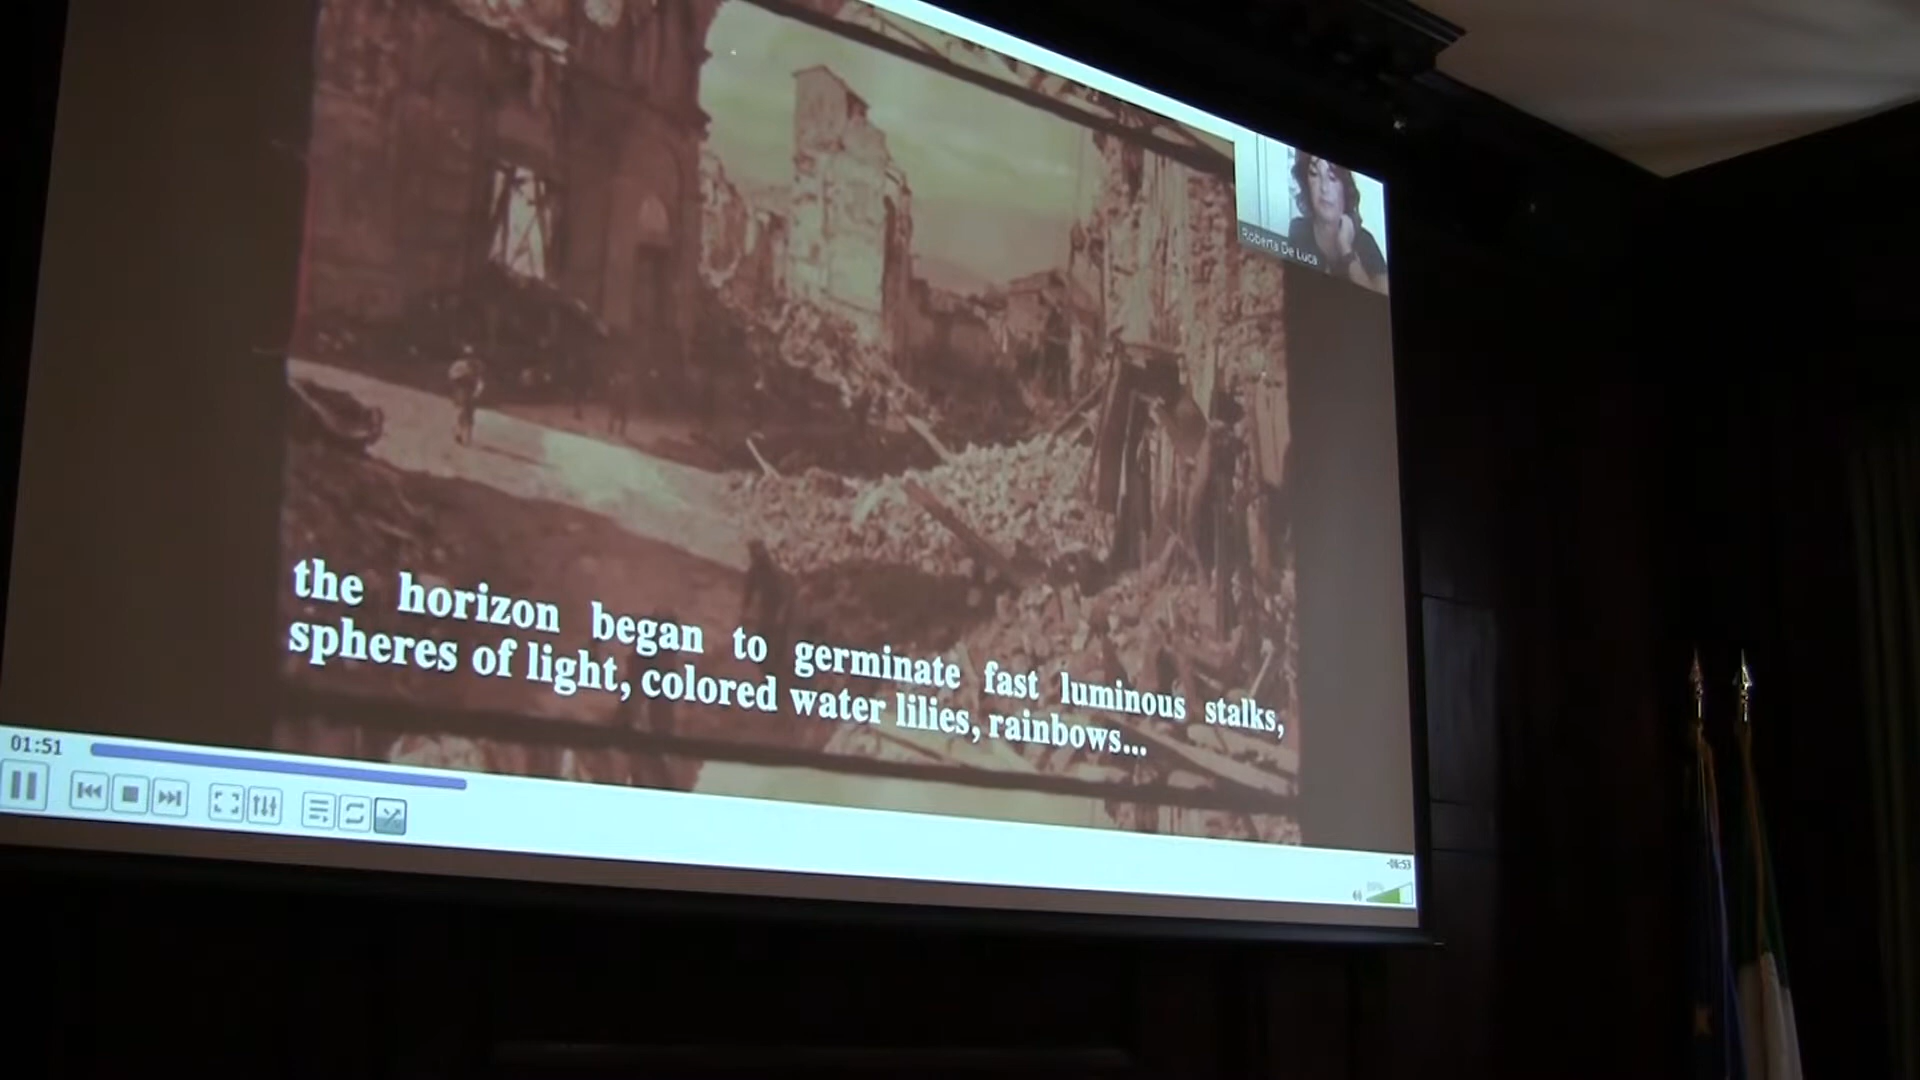 Roberta De Luca
the horizon began to germinate fast luminous stalks,
spheres of light, colored water lilies, rainbows...
01:51